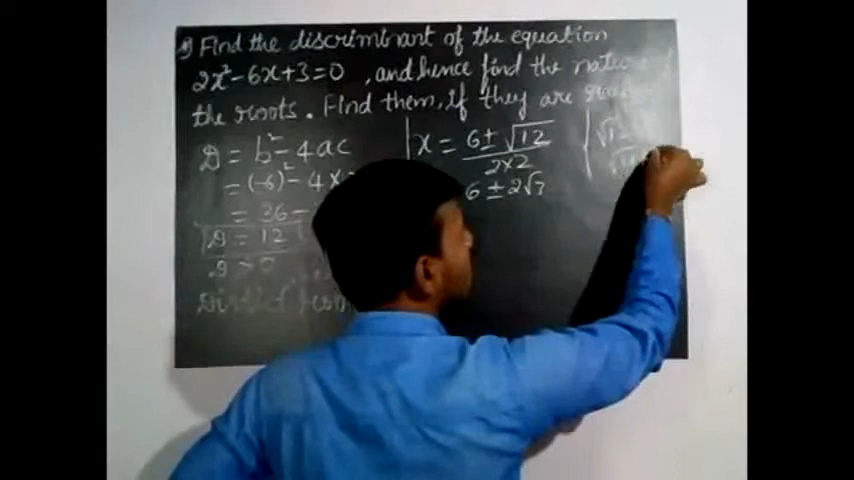 Find the discriminant of the equation
2x² - 6x + 3 = 0 , and hence find the nature
the roots . Find them, if they are
D = b² - 4ac
= (-6)² - 4 ×
= 36 -
D = 12
D > 0
x = 6 ± √12
2×2
6 ± 2√3